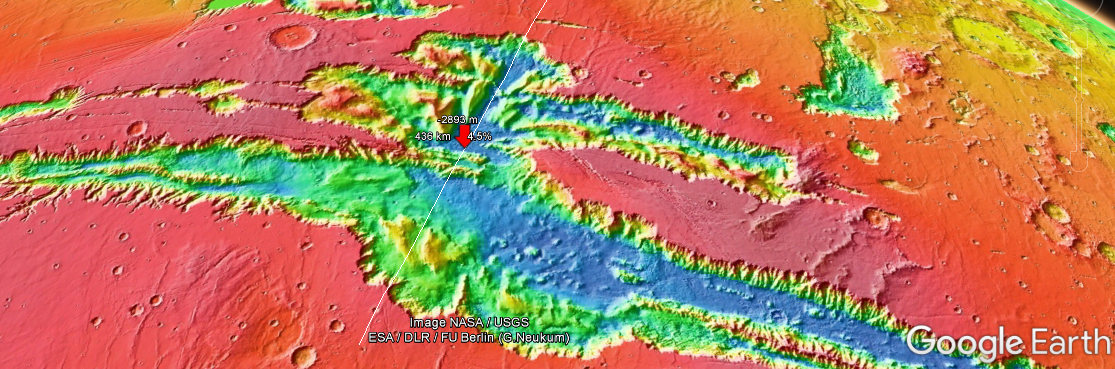 -2893 m
436 km 4.5%
Image NASA / USGS
ESA / DLR / FU Berlin (G.Neukum)
Google Earth